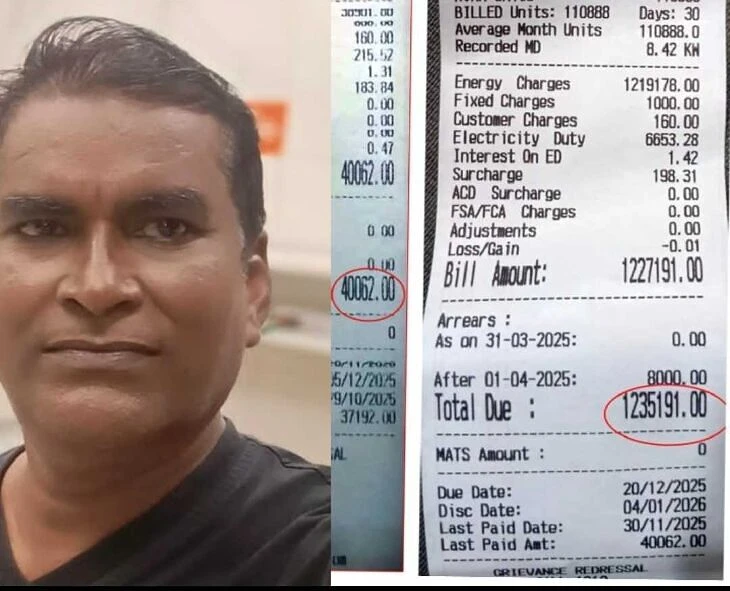 30901.00
000.00
160.00
215.52
1.31
183.84
0.00
0.00
0.00
0.47
40062.00
0 00
0.00
40062.00
0
5/12/2025
9/10/2025
37192.00
AL
BILLED Units: 110888 Days: 30
Average Month Units 110888.0
Recorded MD 8.42 KW
Energy Charges 1219178.00
Fixed Charges 1000.00
Customer Charges 160.00
Electricity Duty 6653.28
Interest On ED 1.42
Surcharge 198.31
ACD Surcharge 0.00
FSA/FCA Charges 0.00
Adjustments 0.00
Loss/Gain -0.01
Bill Amount: 1227191.00
Arrears :
As on 31-03-2025: 0.00
After 01-04-2025: 8000.00
Total Due : 1235191.00
MATS Amount : 0
Due Date: 20/12/2025
Disc Date: 04/01/2026
Last Paid Date: 30/11/2025
Last Paid Amt: 40062.00
GRIEVANCE REDRESSAL